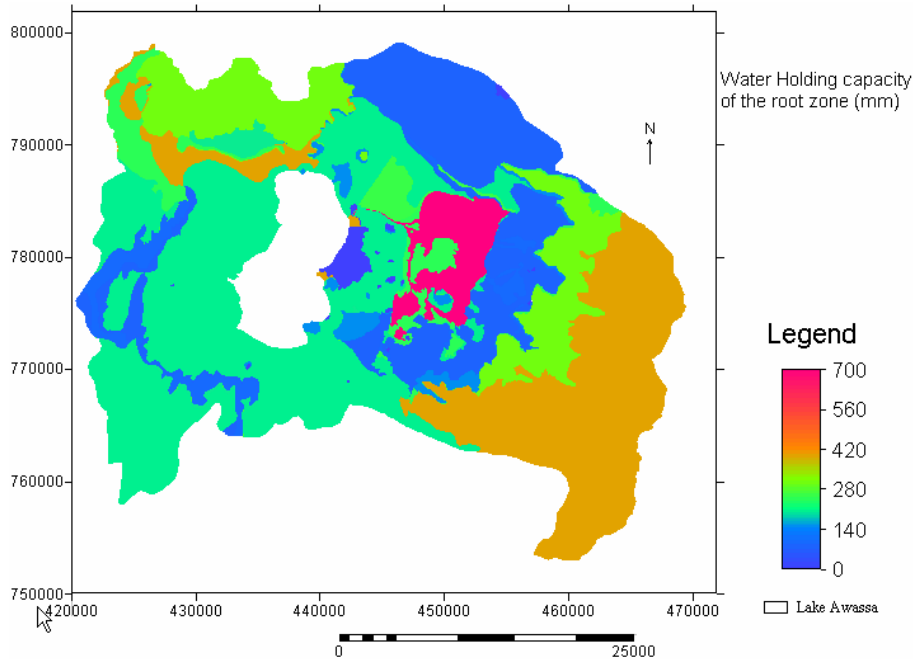 800000
790000
780000
770000
760000
750000
420000 430000 440000 450000 460000 470000
Water Holding capacity
of the root zone (mm)
N
Legend
700
560
420
280
140
0
Lake Awassa
0 25000